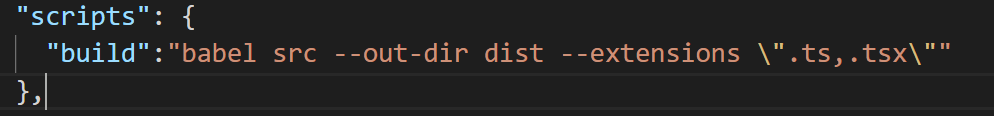 "scripts": {
"build":"babel src --out-dir dist --extensions \".ts,.tsx\""
},